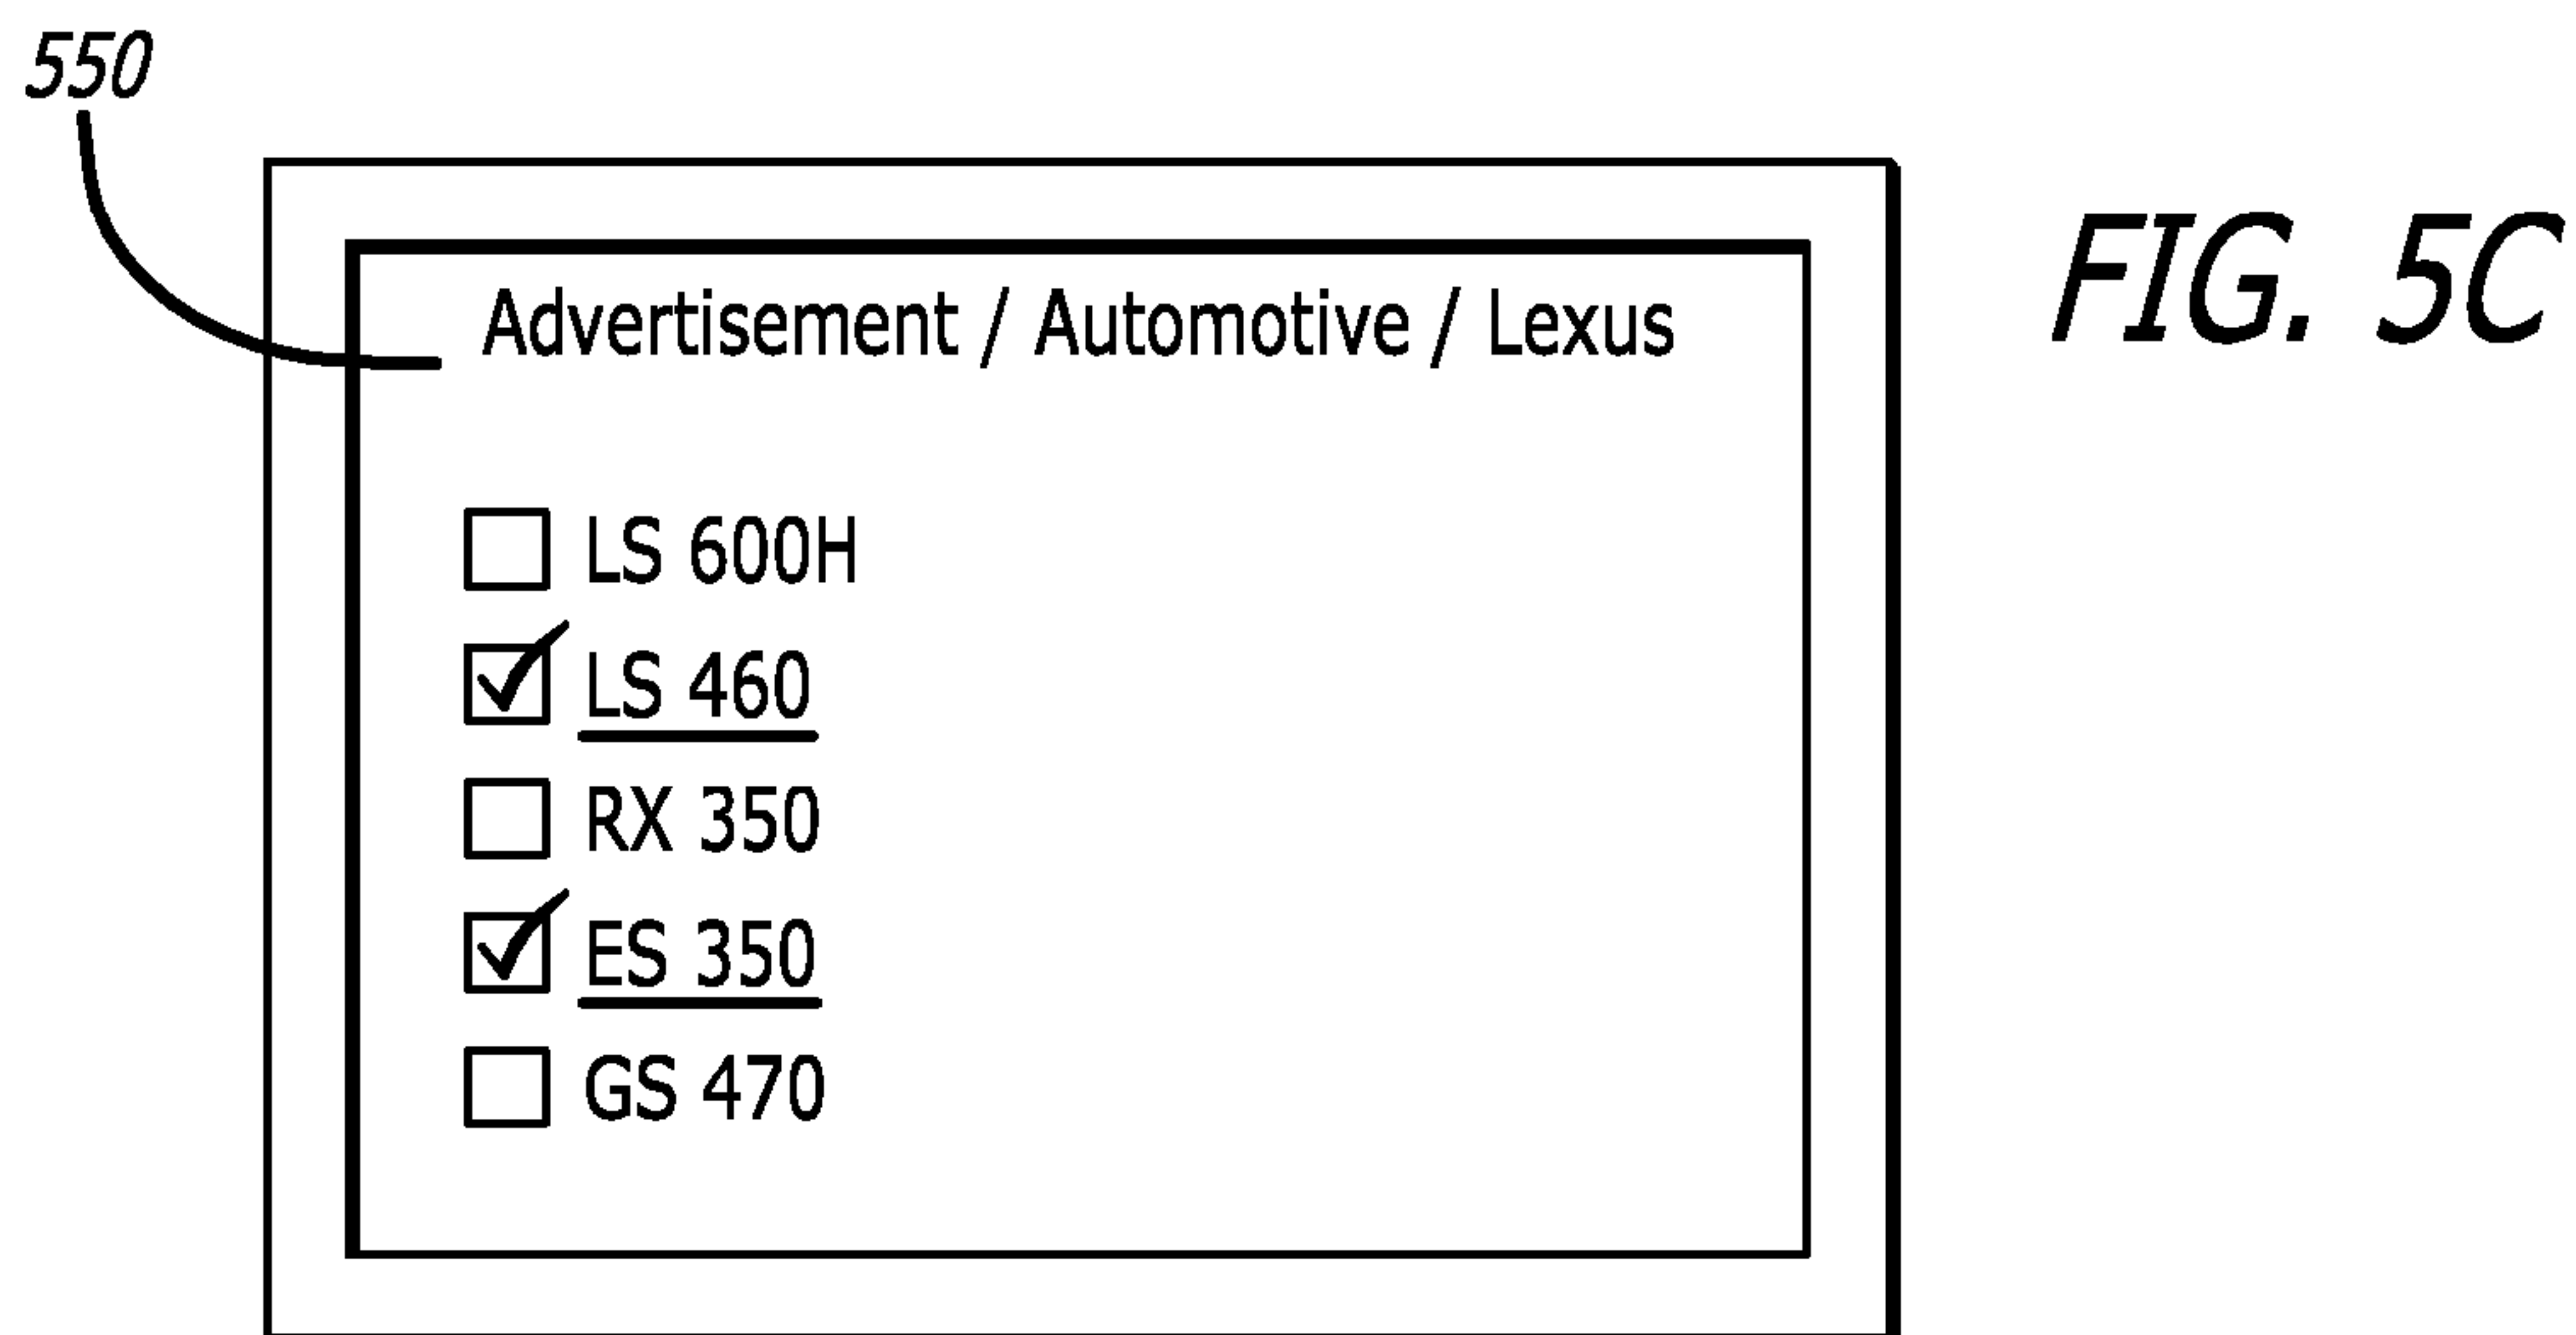 550
FIG. 5C
Advertisement / Automotive / Lexus
LS 600H
LS 460
RX 350
ES 350
GS 470